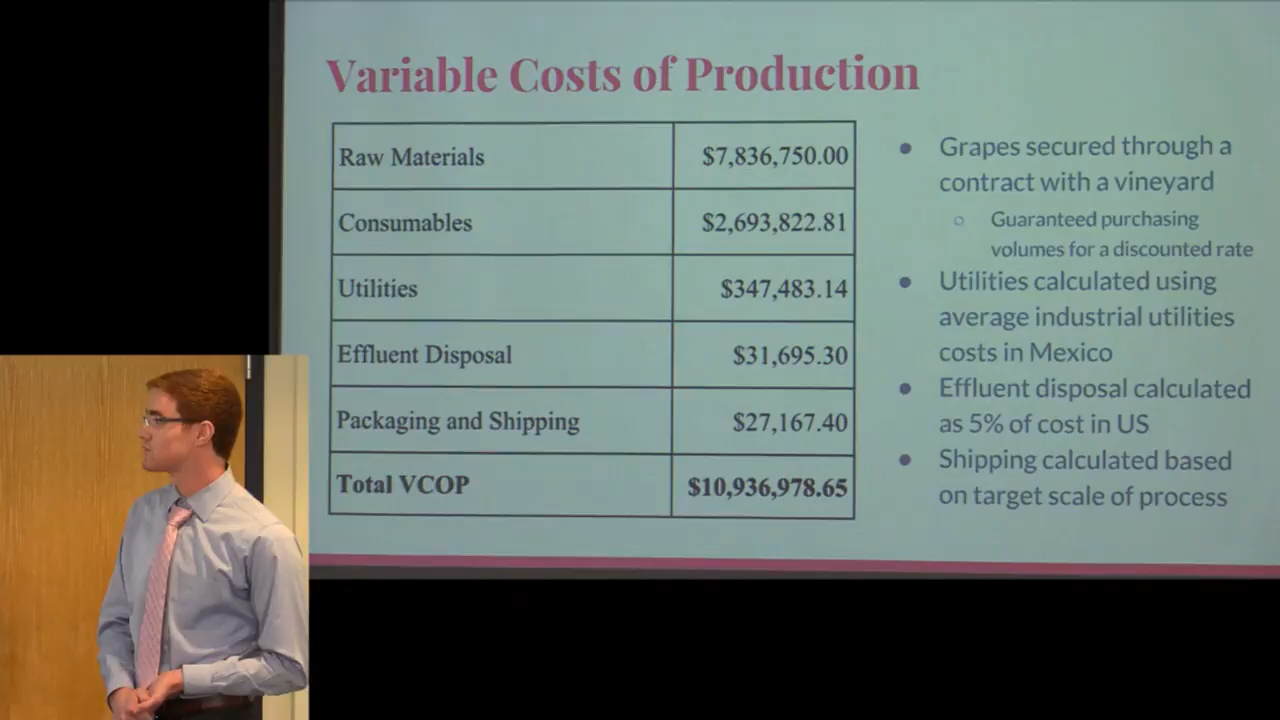 Variable Costs of Production
Raw Materials $7,836,750.00
Consumables $2,693,822.81
Utilities $347,483.14
Effluent Disposal $31,695.30
Packaging and Shipping $27,167.40
Total VCOP $10,936,978.65
● Grapes secured through a
contract with a vineyard
○ Guaranteed purchasing
volumes for a discounted rate
● Utilities calculated using
average industrial utilities
costs in Mexico
● Effluent disposal calculated
as 5% of cost in US
● Shipping calculated based
on target scale of process